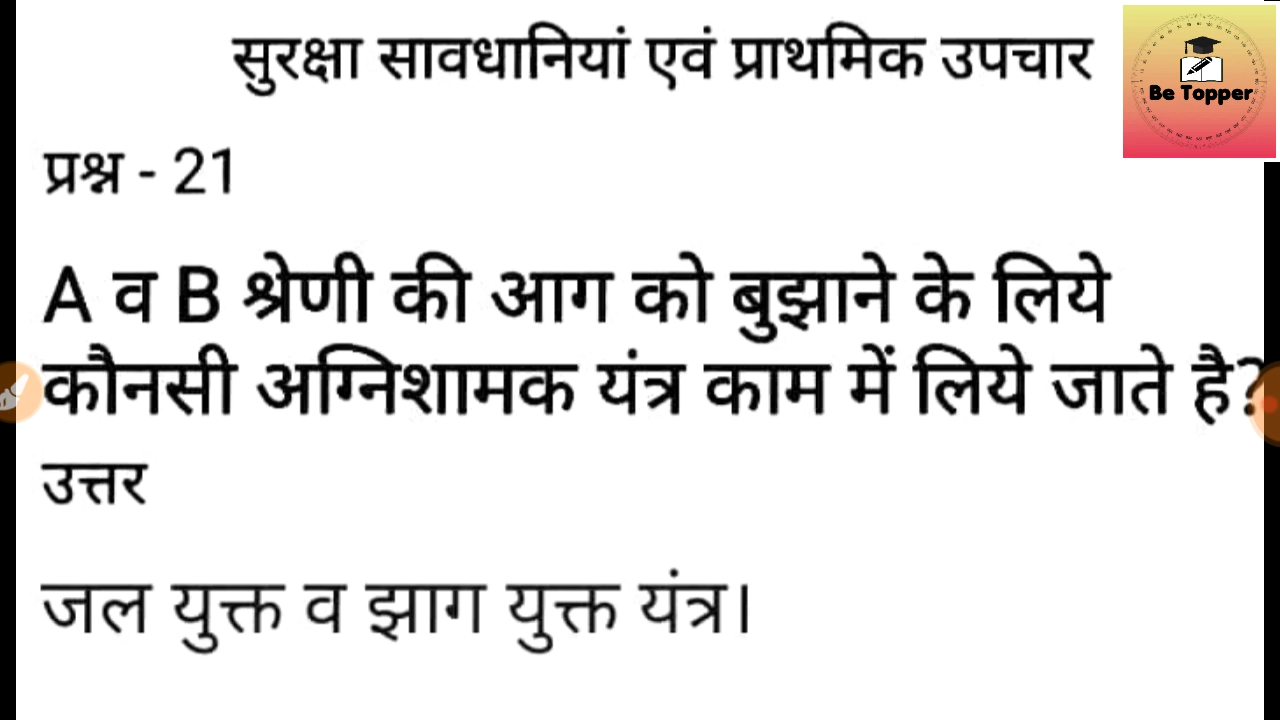 सुरक्षा सावधानियां एवं प्राथमिक उपचार
Be Topper
प्रश्न - 21
A व B श्रेणी की आग को बुझाने के लिये
कौनसी अग्निशामक यंत्र काम में लिये जाते है?
उत्तर
जल युक्त व झाग युक्त यंत्र।